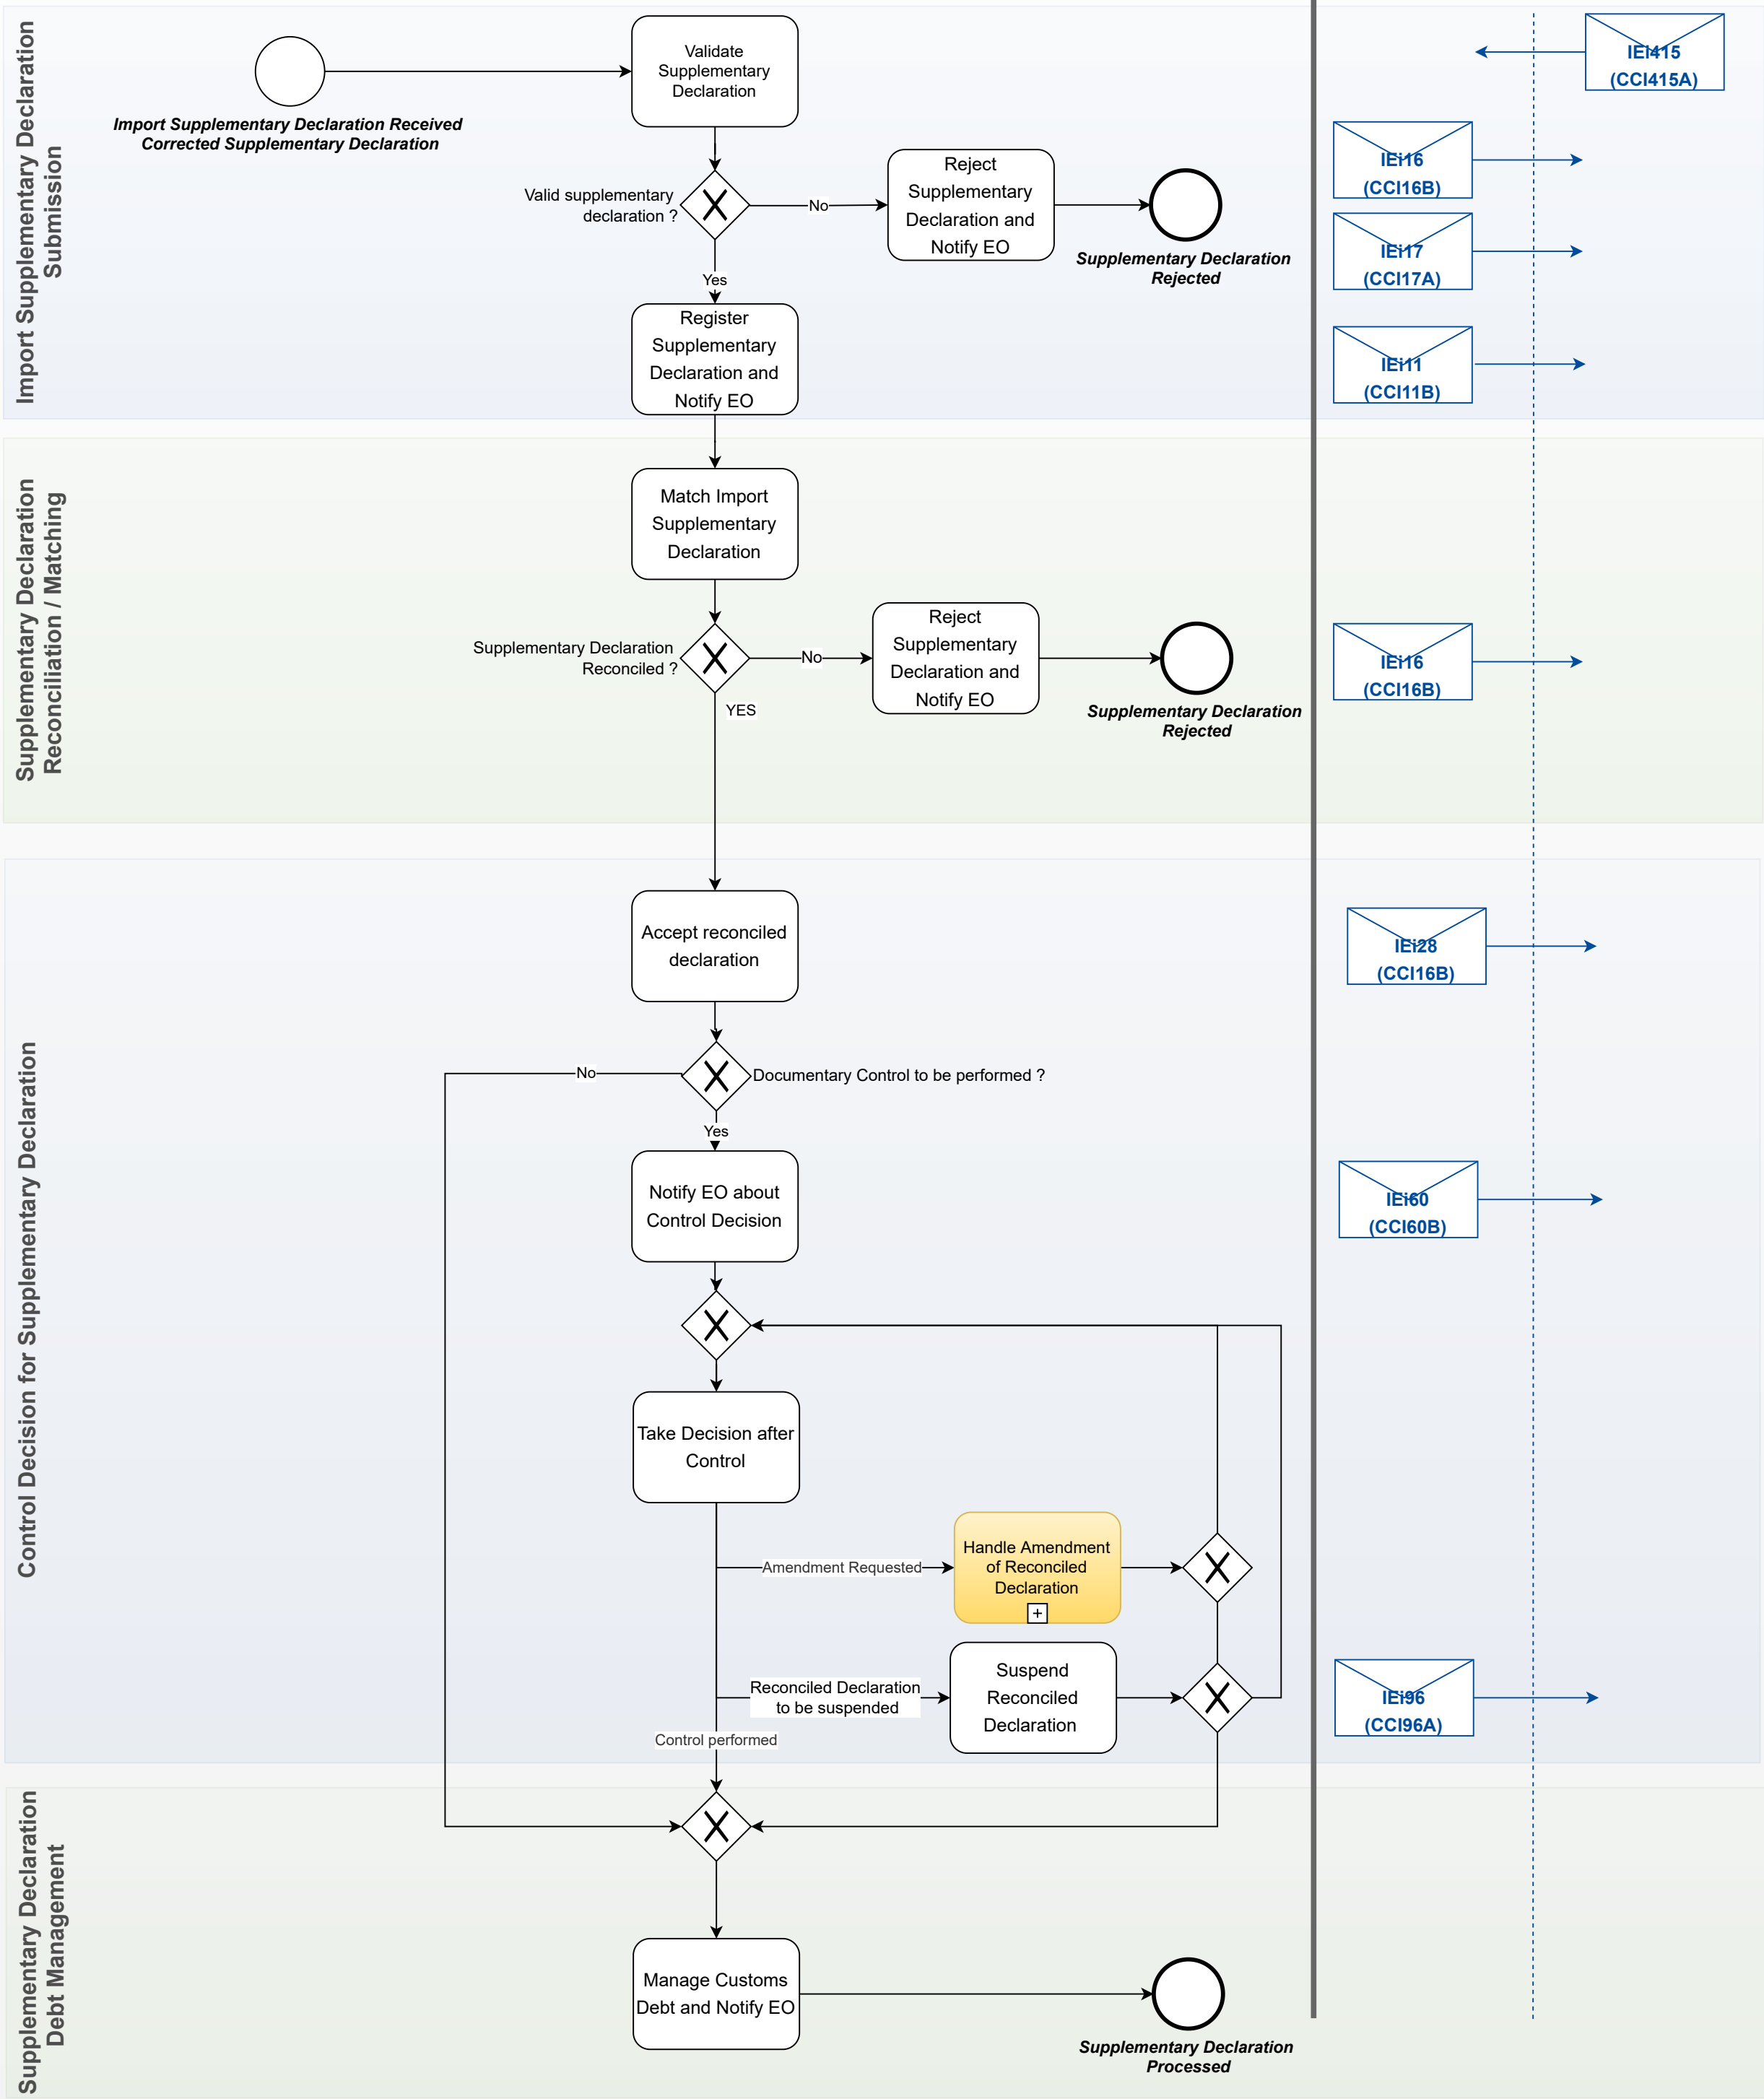 Import Supplementary Declaration
Submission
Validate
Supplementary
Declaration
Import Supplementary Declaration Received
Corrected Supplementary Declaration
Valid supplementary
declaration ?
No
Reject
Supplementary
Declaration and
Notify EO
Supplementary Declaration
Rejected
Yes
Register
Supplementary
Declaration and
Notify EO
IEI415
(CCI415A)
IEi16
(CCI16B)
IEi17
(CCI17A)
IEi11
(CCI11B)
Supplementary Declaration
Reconciliation / Matching
Match Import
Supplementary
Declaration
Supplementary Declaration
Reconciled ?
No
Reject
Supplementary
Declaration and
Notify EO
Supplementary Declaration
Rejected
YES
IEi16
(CCI16B)
Control Decision for Supplementary Declaration
Accept reconciled
declaration
IEi28
(CCI16B)
No
Documentary Control to be performed ?
Yes
Notify EO about
Control Decision
IEi60
(CCI60B)
Take Decision after
Control
Amendment Requested
Handle Amendment
of Reconciled
Declaration
+
Reconciled Declaration
to be suspended
Suspend
Reconciled
Declaration
IEi96
(CCI96A)
Control performed
Supplementary Declaration
Debt Management
Manage Customs
Debt and Notify EO
Supplementary Declaration
Processed